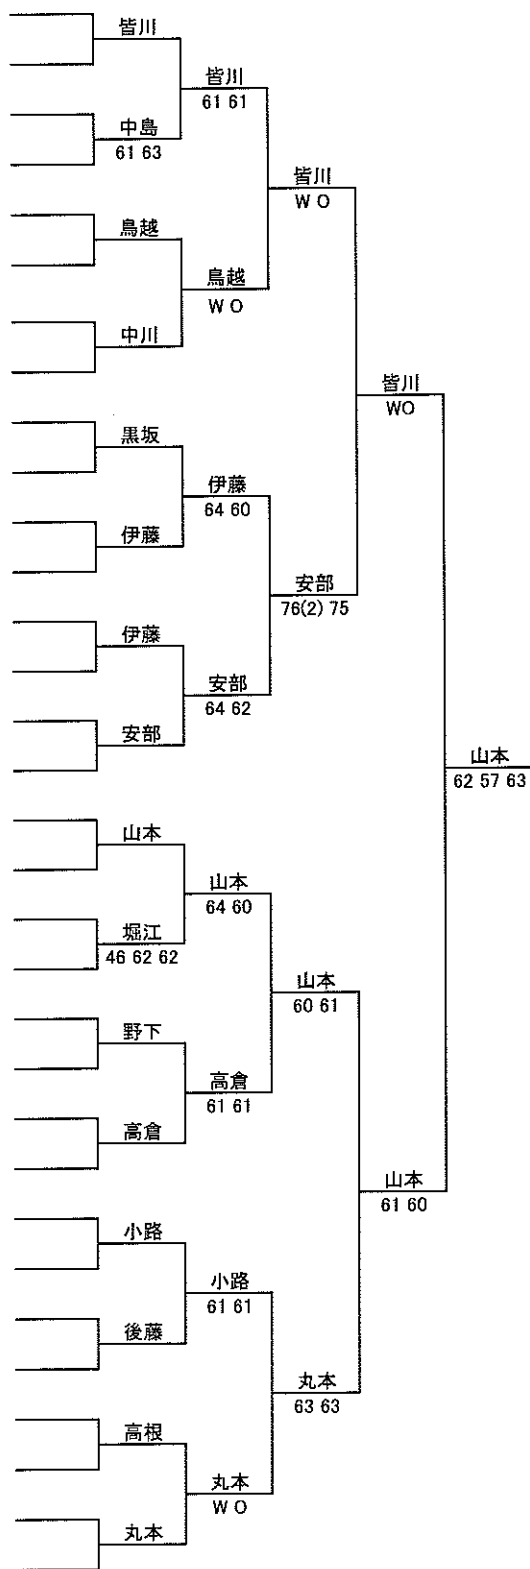 皆川
皆川
61 61
中島
61 63
皆川
W O
鳥越
鳥越
W O
中川
皆川
WO
黒坂
伊藤
64 60
伊藤
安部
76(2) 75
伊藤
安部
64 62
安部
山本
62 57 63
山本
山本
64 60
堀江
46 62 62
山本
60 61
野下
高倉
61 61
高倉
山本
61 60
小路
小路
61 61
後藤
丸本
63 63
高根
丸本
W O
丸本